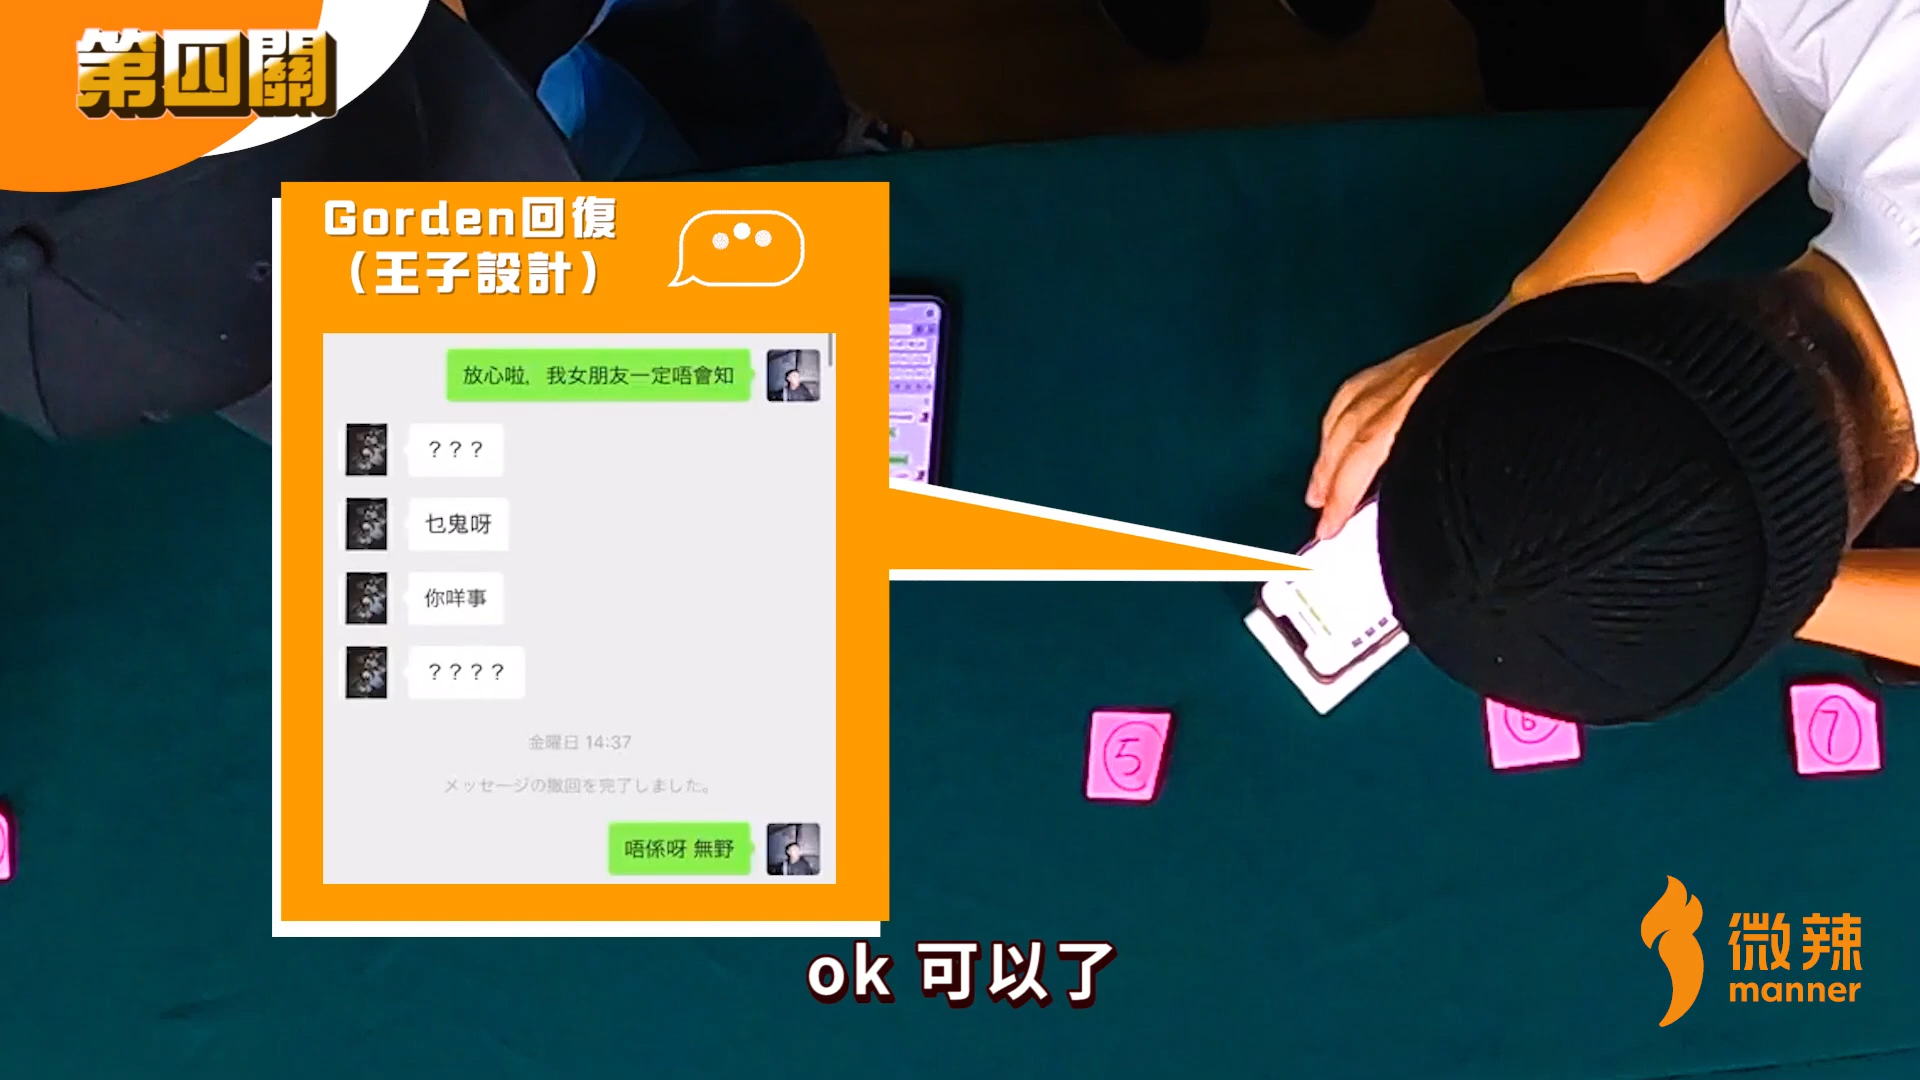 第四關
Gorden回復
（王子設計）
放心啦，我女朋友一定唔會知
？？？
乜鬼呀
你咩事
？？？？
金曜日 14:37
メッセージの撤回を完了しました。
唔係呀 無野
5
6
7
ok 可以了
微辣
manner